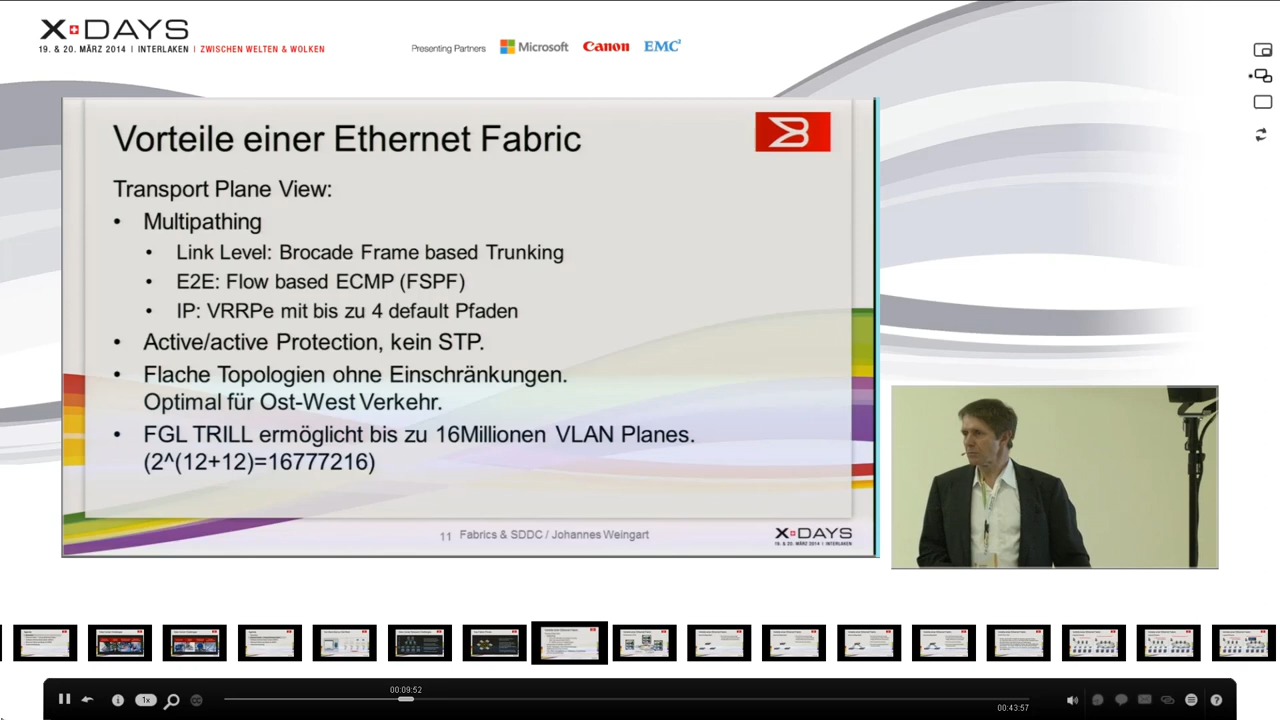 X DAYS
19. & 20. MÄRZ 2014 | INTERLAKEN | ZWISCHEN WELTEN & WOLKEN
Presenting Partners Microsoft Canon EMC²
Vorteile einer Ethernet Fabric
Transport Plane View:
• Multipathing
• Link Level: Brocade Frame based Trunking
• E2E: Flow based ECMP (FSPF)
• IP: VRRPe mit bis zu 4 default Pfaden
• Active/active Protection, kein STP.
• Flache Topologien ohne Einschränkungen.
Optimal für Ost-West Verkehr.
• FGL TRILL ermöglicht bis zu 16Millionen VLAN Planes.
(2^(12+12)=16777216)
11 Fabrics & SDDC / Johannes Weingart
X DAYS
19. & 20. MÄRZ 2014 | INTERLAKEN
00:09:52
1x
00:43:57